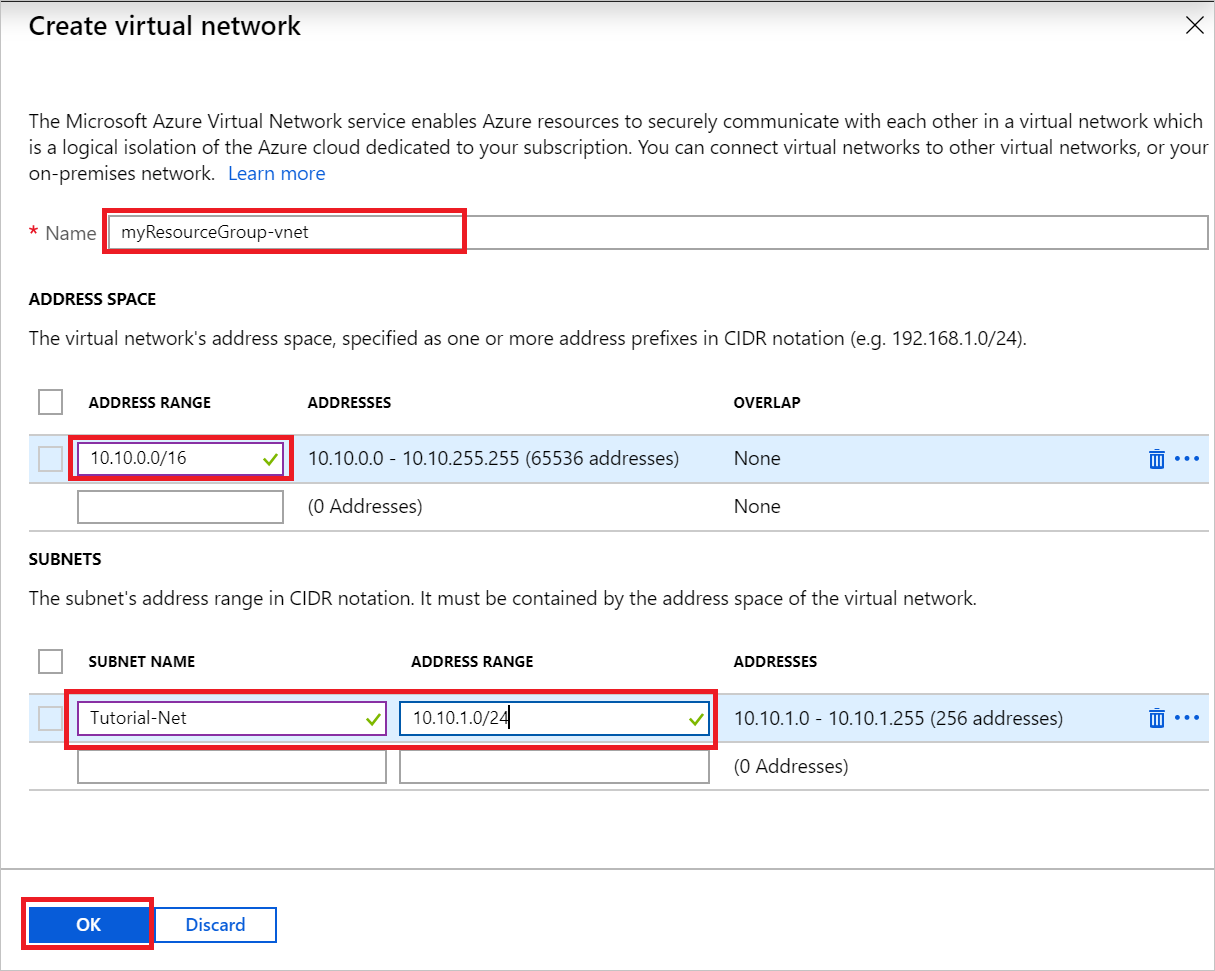 Create virtual network
The Microsoft Azure Virtual Network service enables Azure resources to securely communicate with each other in a virtual network which
is a logical isolation of the Azure cloud dedicated to your subscription. You can connect virtual networks to other virtual networks, or your
on-premises network. Learn more
* Name myResourceGroup-vnet
ADDRESS SPACE
The virtual network's address space, specified as one or more address prefixes in CIDR notation (e.g. 192.168.1.0/24).
ADDRESS RANGE ADDRESSES OVERLAP
10.10.0.0/16 10.10.0.0 - 10.10.255.255 (65536 addresses) None
(0 Addresses) None
SUBNETS
The subnet's address range in CIDR notation. It must be contained by the address space of the virtual network.
SUBNET NAME ADDRESS RANGE ADDRESSES
Tutorial-Net 10.10.1.0/24 10.10.1.0 - 10.10.1.255 (256 addresses)
(0 Addresses)
OK Discard